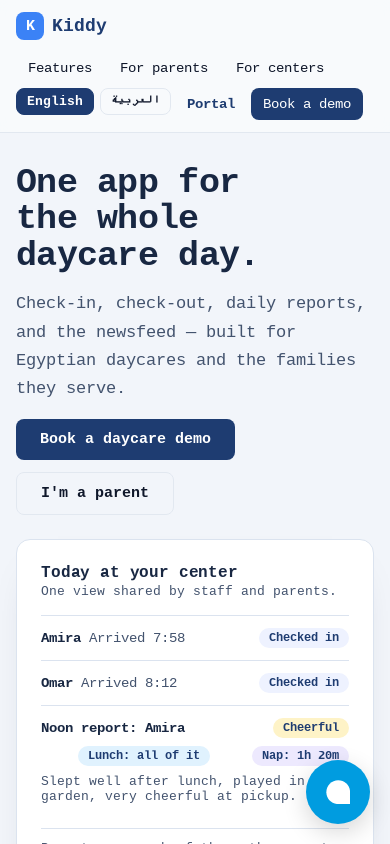 K Kiddy
Features For parents For centers
English العربية Portal Book a demo
One app for
the whole
daycare day.
Check-in, check-out, daily reports,
and the newsfeed — built for
Egyptian daycares and the families
they serve.
Book a daycare demo
I'm a parent
Today at your center
One view shared by staff and parents.
Amira Arrived 7:58 Checked in
Omar Arrived 8:12 Checked in
Noon report: Amira Cheerful
Lunch: all of it Nap: 1h 20m
Slept well after lunch, played in
garden, very cheerful at pickup.